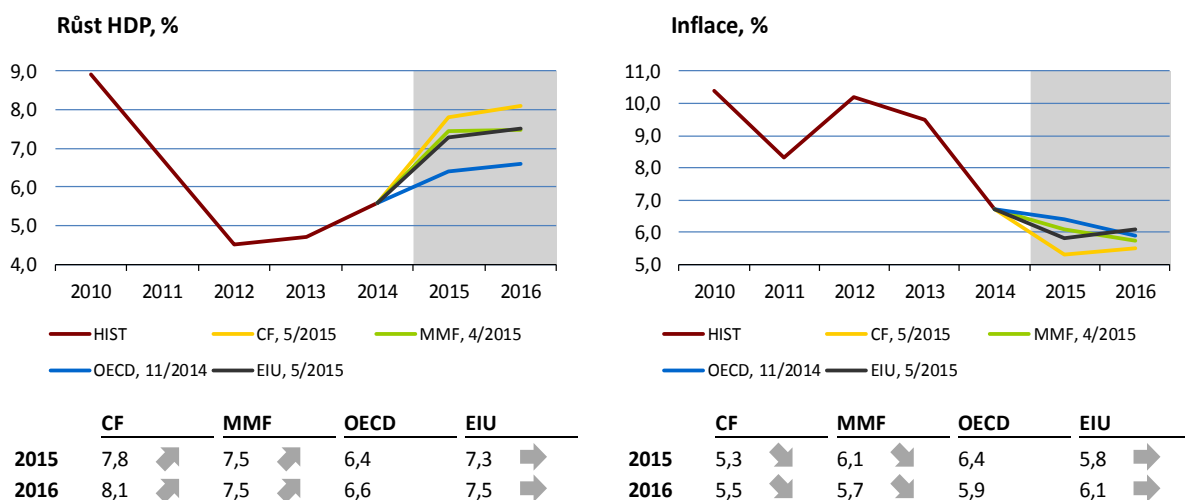 Růst HDP, %
9,0
8,0
7,0
6,0
5,0
4,0
2010 2011 2012 2013 2014 2015 2016
HIST CF, 5/2015 MMF, 4/2015
OECD, 11/2014 EIU, 5/2015
CF MMF OECD EIU
2015 7,8 7,5 6,4 7,3
2016 8,1 7,5 6,6 7,5
Inflace, %
11,0
10,0
9,0
8,0
7,0
6,0
5,0
2010 2011 2012 2013 2014 2015 2016
HIST CF, 5/2015 MMF, 4/2015
OECD, 11/2014 EIU, 5/2015
CF MMF OECD EIU
2015 5,3 6,1 6,4 5,8
2016 5,5 5,7 5,9 6,1